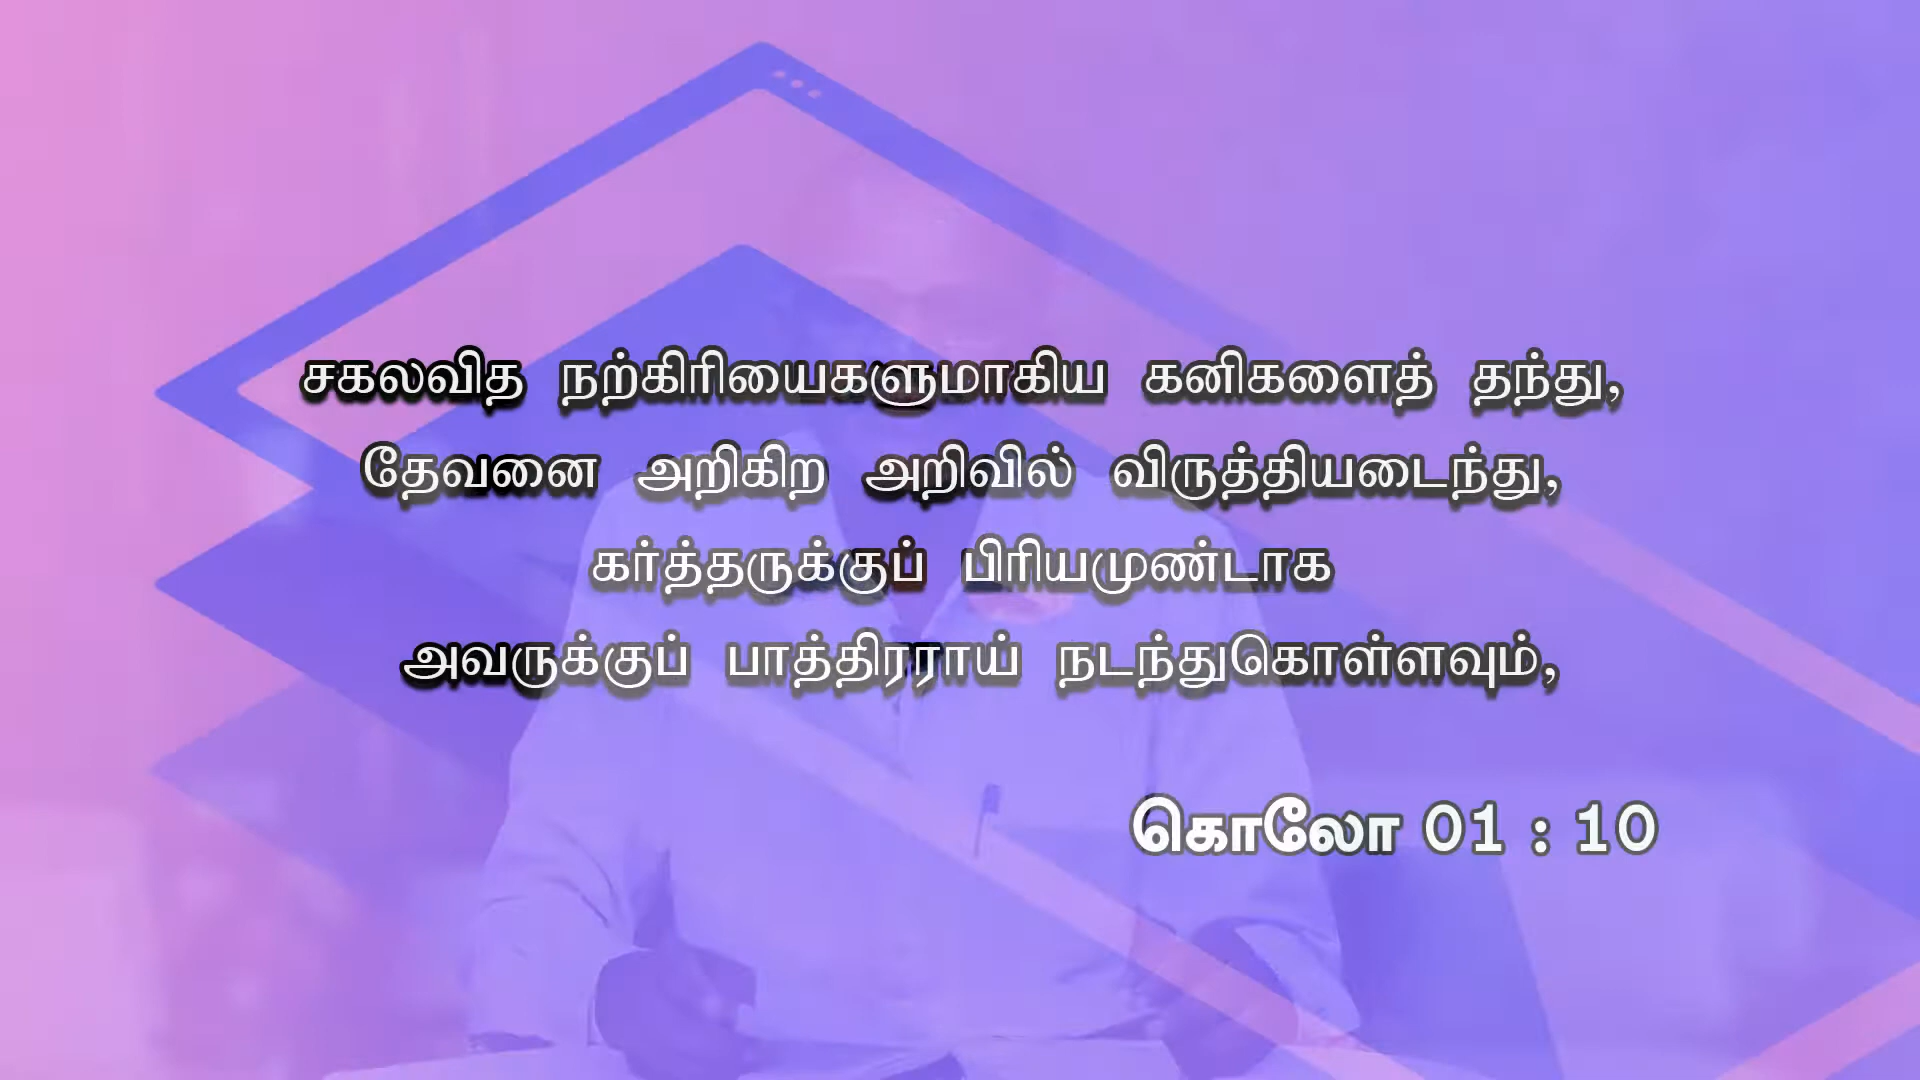 சகலவித நற்கிரியைகளுமாகிய கனிகளைத் தந்து,
தேவனை அறிகிற அறிவில் விருத்தியடைந்து,
கர்த்தருக்குப் பிரியமுண்டாக
அவருக்குப் பாத்திரராய் நடந்துகொள்ளவும்,
கொலோ 01 : 10